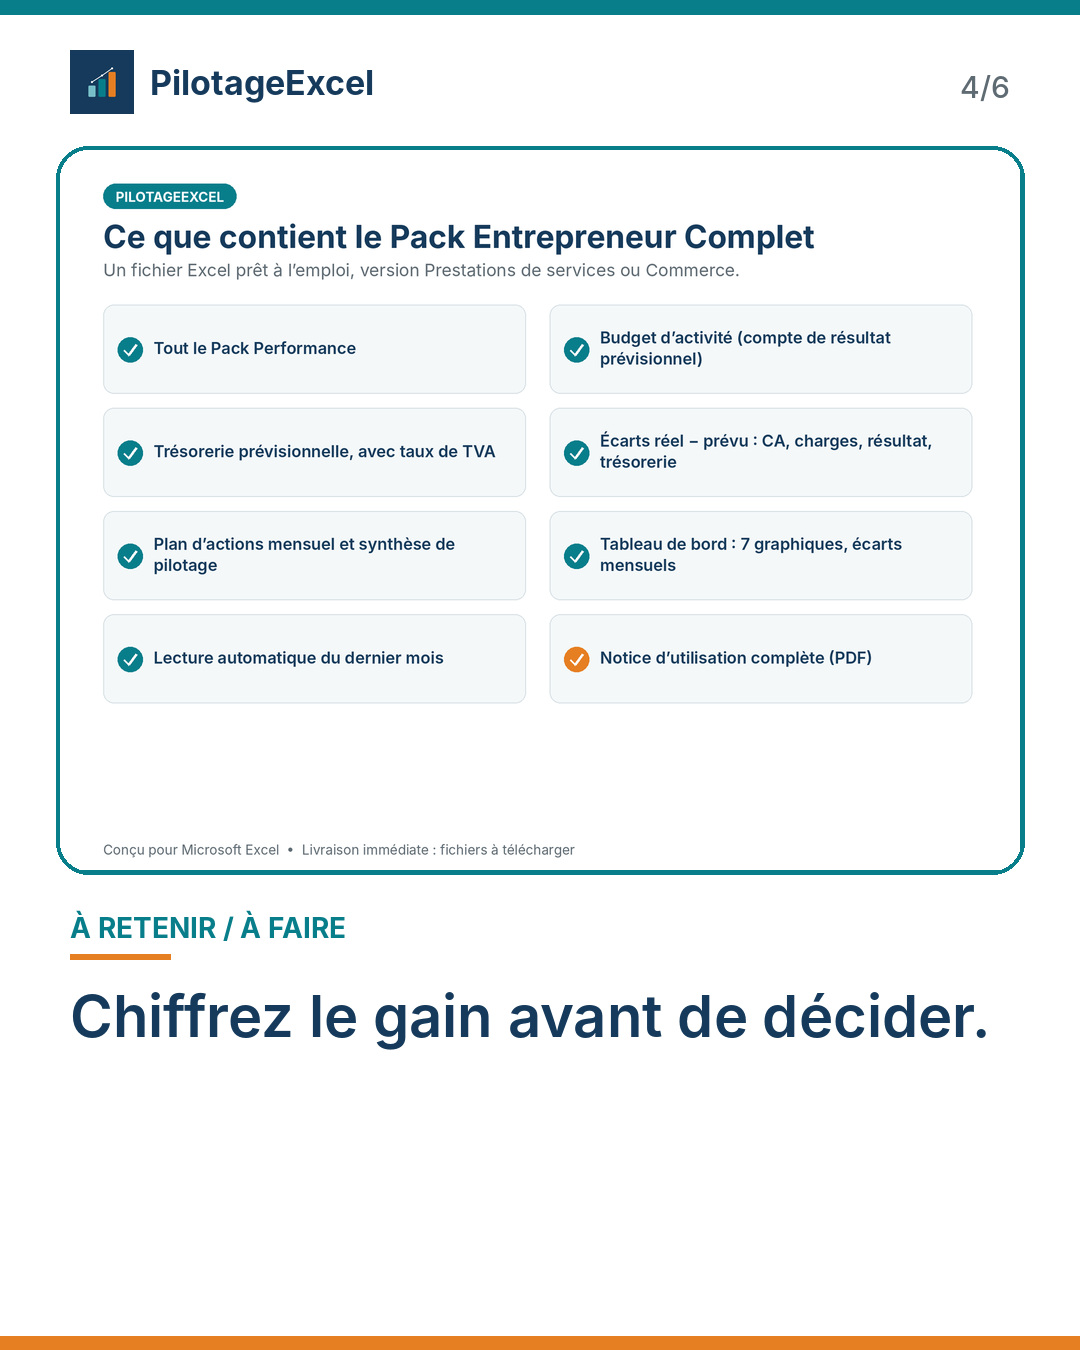 PilotageExcel
4/6
PILOTAGEEXCEL
Ce que contient le Pack Entrepreneur Complet
Un fichier Excel prêt à l’emploi, version Prestations de services ou Commerce.
Tout le Pack Performance
Budget d’activité (compte de résultat
prévisionnel)
Trésorerie prévisionnelle, avec taux de TVA
Écarts réel – prévu : CA, charges, résultat,
trésorerie
Plan d’actions mensuel et synthèse de
pilotage
Tableau de bord : 7 graphiques, écarts
mensuels
Lecture automatique du dernier mois
Notice d’utilisation complète (PDF)
Conçu pour Microsoft Excel • Livraison immédiate : fichiers à télécharger
À RETENIR / À FAIRE
Chiffrez le gain avant de décider.